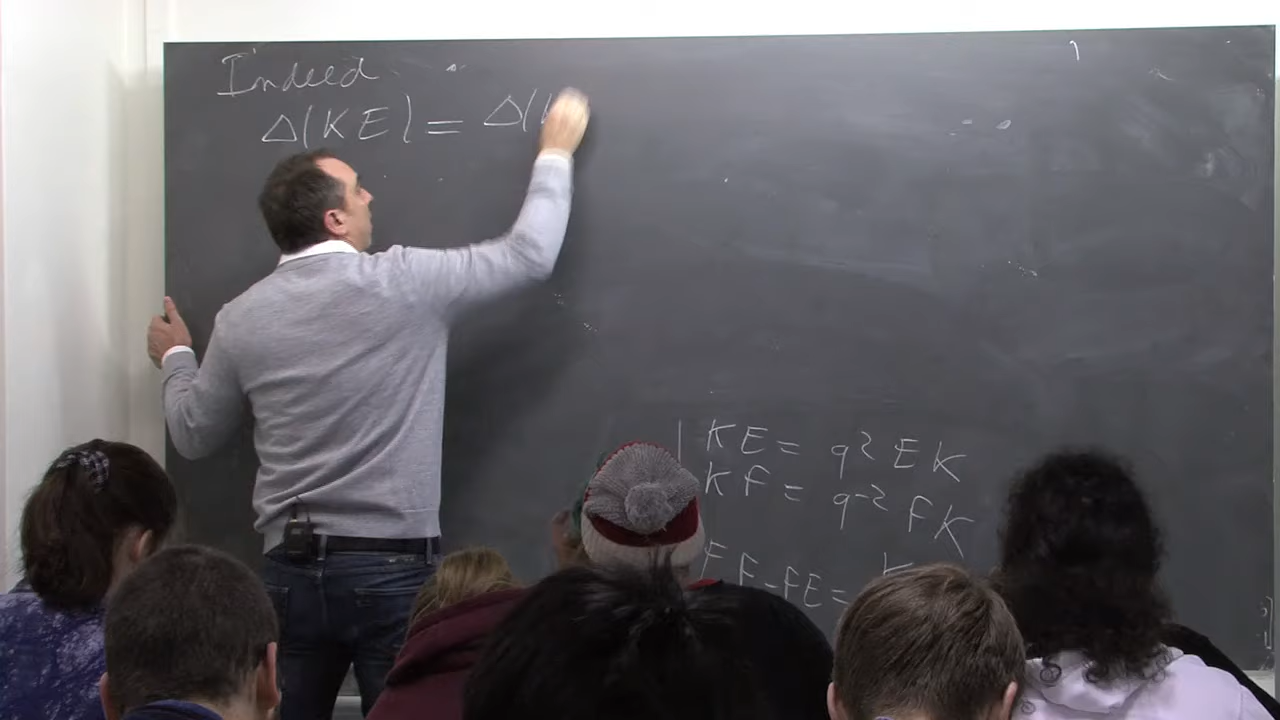 Indeed
Δ(KE) = Δ(K
KE = q² EK
KF = q⁻² FK
EF - FE = K